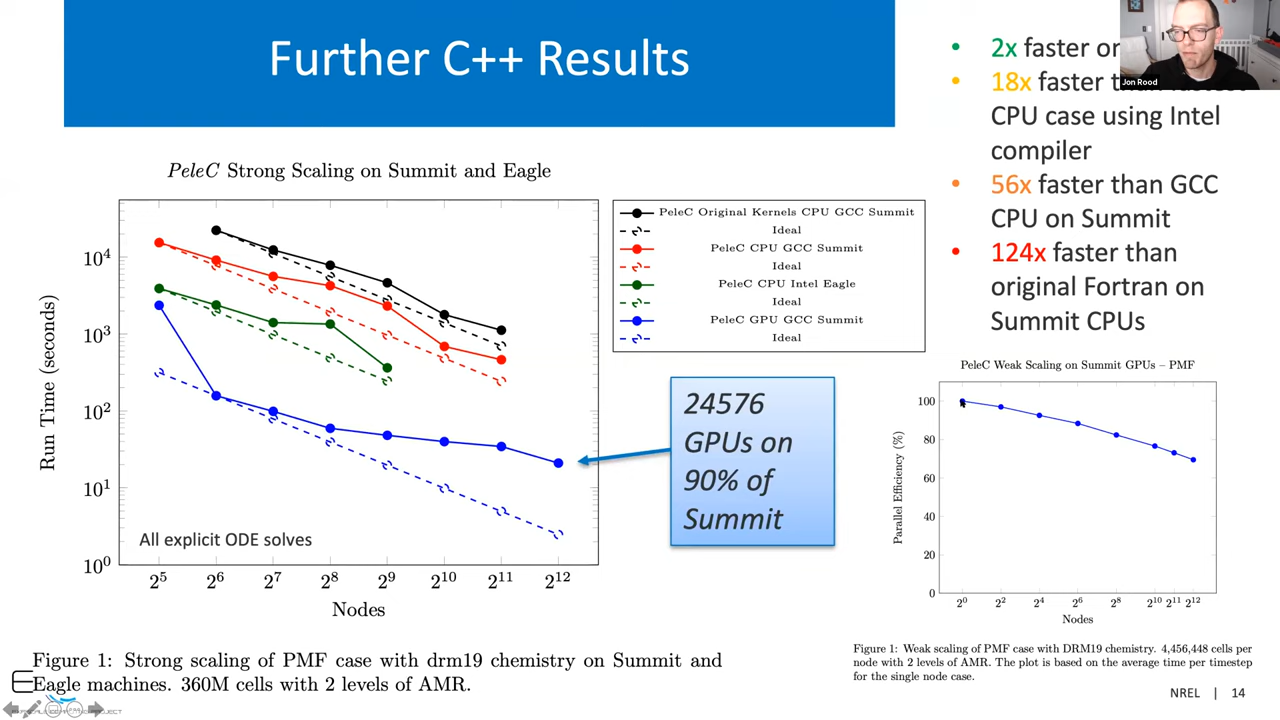 Further C++ Results
2x faster or
18x faster
CPU case using Intel
compiler
56x faster than GCC
CPU on Summit
124x faster than
original Fortran on
Summit CPUs
Jon Rood
PeleC Strong Scaling on Summit and Eagle
Run Time (seconds)
10^4
10^3
10^2
10^1
10^0
2^5 2^6 2^7 2^8 2^9 2^10 2^11 2^12
Nodes
All explicit ODE solves
PeleC Original Kernels CPU GCC Summit
Ideal
PeleC CPU GCC Summit
Ideal
PeleC CPU Intel Eagle
Ideal
PeleC GPU GCC Summit
Ideal
24576
GPUs on
90% of
Summit
Figure 1: Strong scaling of PMF case with drm19 chemistry on Summit and
Eagle machines. 360M cells with 2 levels of AMR.
PeleC Weak Scaling on Summit GPUs – PMF
Parallel Efficiency (%)
100
80
60
40
20
0
2^0 2^2 2^4 2^6 2^8 2^10 2^11 2^12
Nodes
Figure 1: Weak scaling of PMF case with DRM19 chemistry. 4,456,448 cells per
node with 2 levels of AMR. The plot is based on the average time per timestep
for the single node case.
NREL | 14